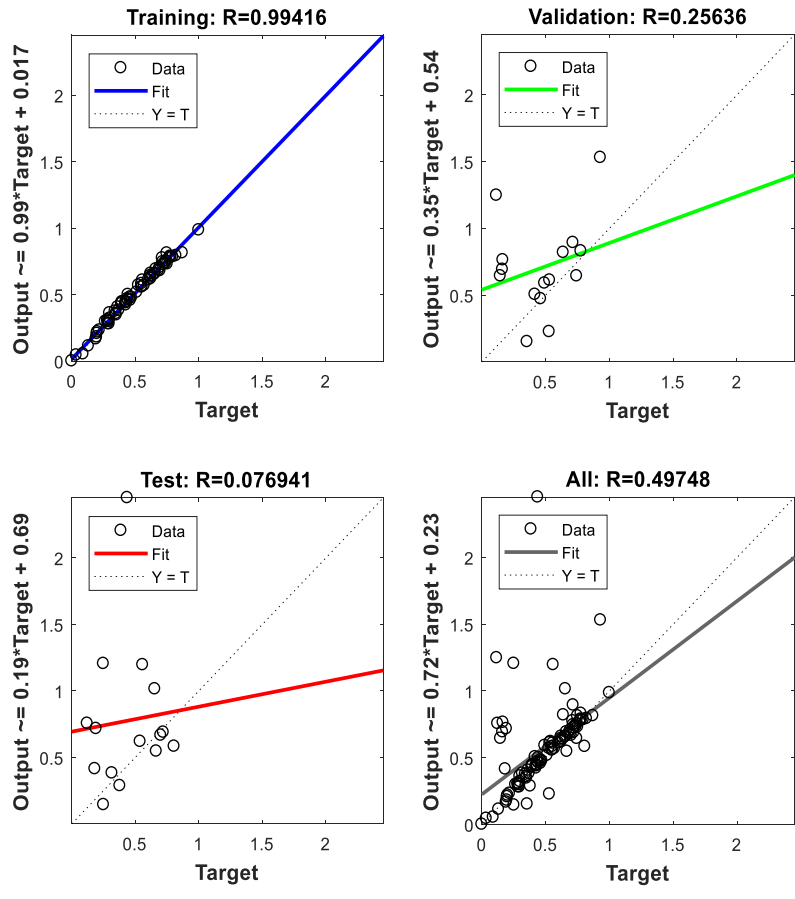 Training: R=0.99416
Output ~= 0.99*Target + 0.017
2
1.5
1
0.5
0
Data
Fit
Y = T
0
0.5
1
1.5
2
Target
Validation: R=0.25636
Output ~= 0.35*Target + 0.54
2
1.5
1
0.5
Data
Fit
Y = T
0.5
1
1.5
2
Target
Test: R=0.076941
Output ~= 0.19*Target + 0.69
2
1.5
1
0.5
Data
Fit
Y = T
0.5
1
1.5
2
Target
All: R=0.49748
Output ~= 0.72*Target + 0.23
2
1.5
1
0.5
0
Data
Fit
Y = T
0
0.5
1
1.5
2
Target